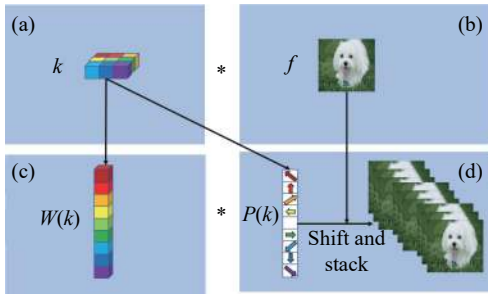 (a)
(b)
k
*
f
(c)
(d)
W(k)
*
P(k)
Shift and
stack